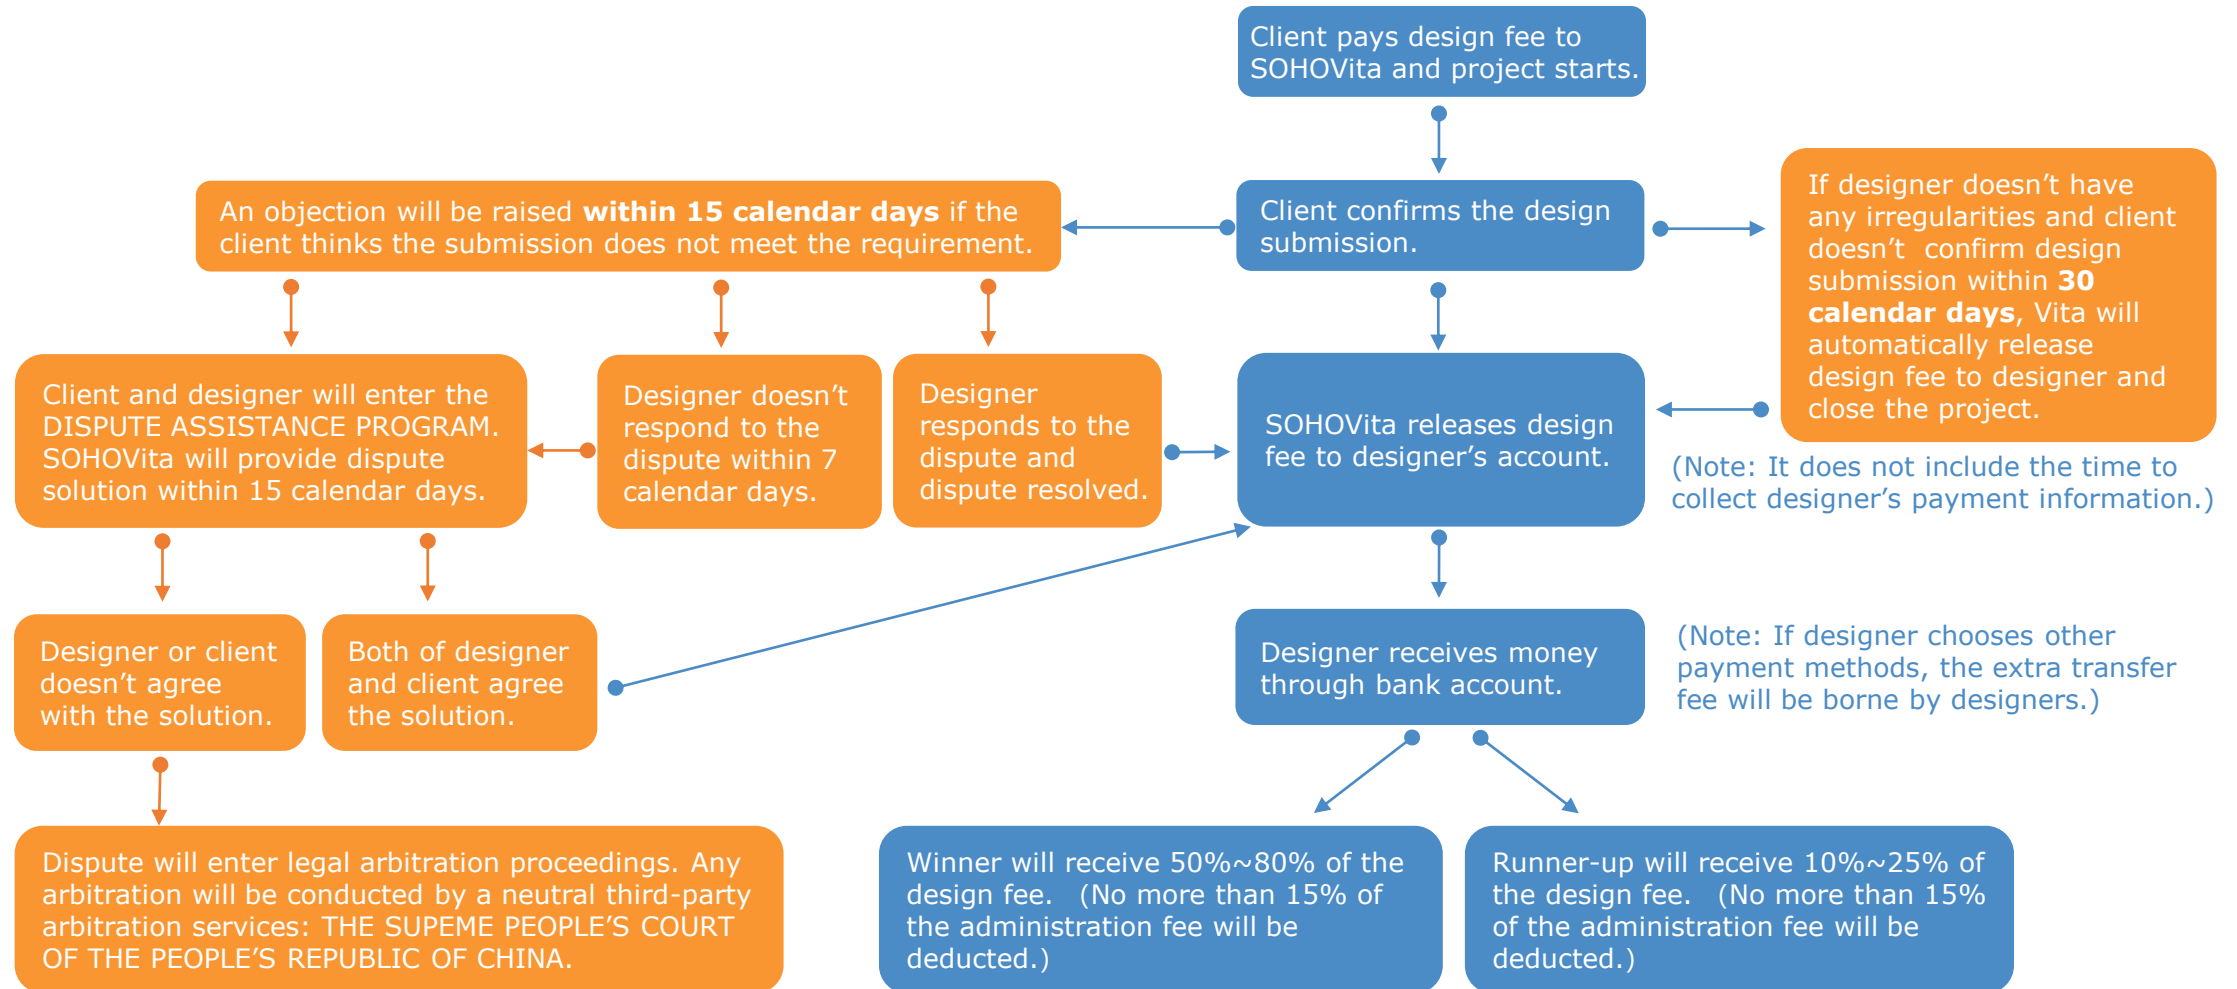 Client pays design fee to
SOHOVita and project starts.
An objection will be raised within 15 calendar days if the
client thinks the submission does not meet the requirement.
Client confirms the design
submission.
If designer doesn’t have
any irregularities and client
doesn’t confirm design
submission within 30
calendar days, Vita will
automatically release
design fee to designer and
close the project.
Client and designer will enter the
DISPUTE ASSISTANCE PROGRAM.
SOHOVita will provide dispute
solution within 15 calendar days.
Designer doesn’t
respond to the
dispute within 7
calendar days.
Designer
responds to the
dispute and
dispute resolved.
SOHOVita releases design
fee to designer’s account.
(Note: It does not include the time to
collect designer’s payment information.)
Designer or client
doesn’t agree
with the solution.
Both of designer
and client agree
the solution.
Designer receives money
through bank account.
(Note: If designer chooses other
payment methods, the extra transfer
fee will be borne by designers.)
Dispute will enter legal arbitration proceedings. Any
arbitration will be conducted by a neutral third-party
arbitration services: THE SUPEME PEOPLE’S COURT
OF THE PEOPLE’S REPUBLIC OF CHINA.
Winner will receive 50%~80% of the
design fee. (No more than 15% of
the administration fee will be
deducted.)
Runner-up will receive 10%~25% of
the design fee. (No more than 15%
of the administration fee will be
deducted.)